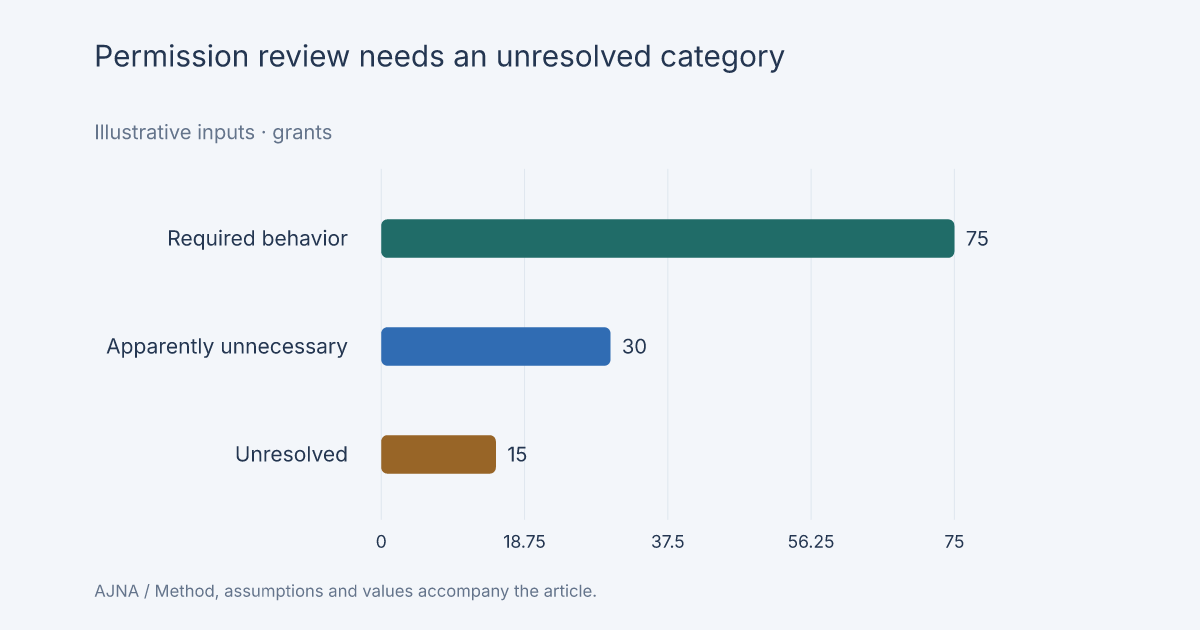 Permission review needs an unresolved category
Illustrative inputs · grants
Required behavior
75
Apparently unnecessary
30
Unresolved
15
0 18.75 37.5 56.25 75
AJNA / Method, assumptions and values accompany the article.